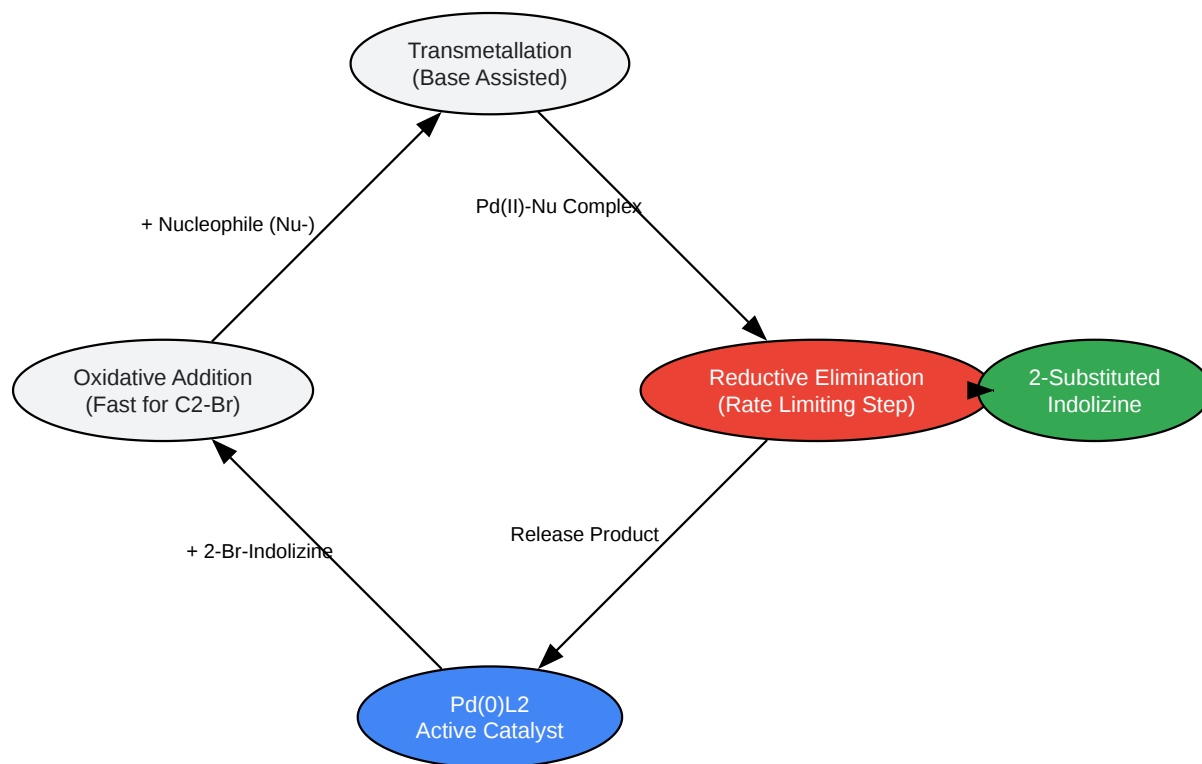 Transmetallation
(Base Assisted)
Pd(II)-Nu Complex
+ Nucleophile (Nu-)
Oxidative Addition
(Fast for C2-Br)
Reductive Elimination
(Rate Limiting Step)
2-Substituted
Indolizine
Release Product
+ 2-Br-Indolizine
Pd(0)L2
Active Catalyst